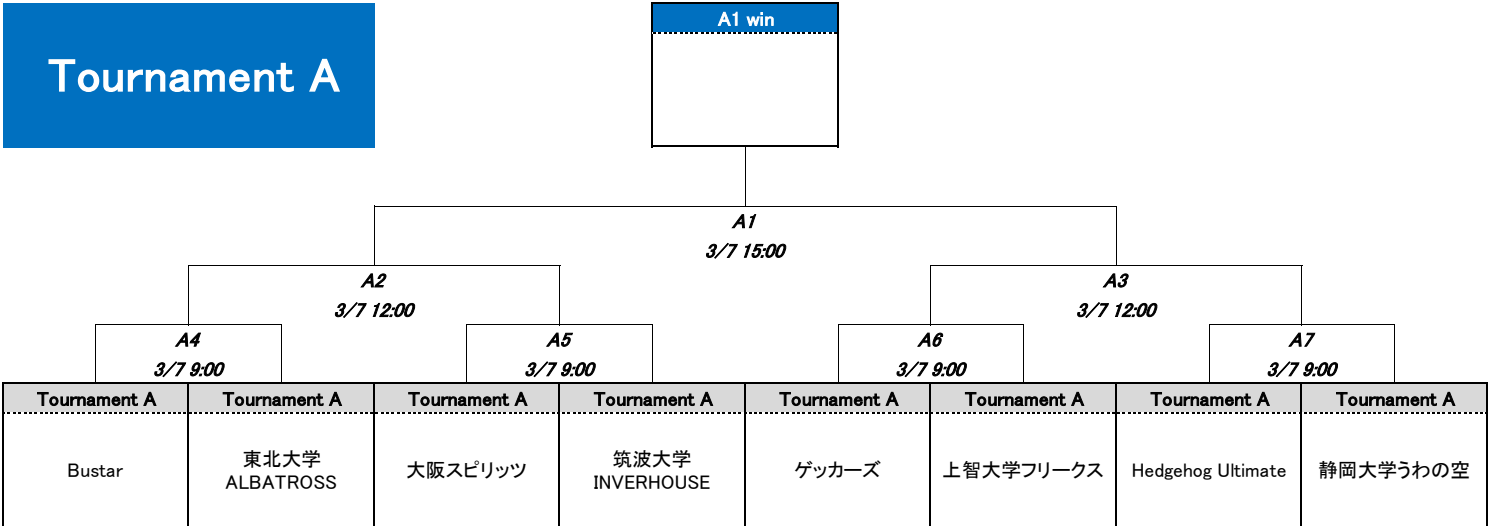 A1 win
Tournament A
A1
3/7 15:00
A2
A3
3/7 12:00
3/7 12:00
A4
A5
A6
A7
3/7 9:00
3/7 9:00
3/7 9:00
3/7 9:00
Tournament A
Tournament A
Tournament A
Tournament A
Tournament A
Tournament A
Tournament A
Tournament A
Bustar
東北大学
ALBATROSS
大阪スピリッツ
筑波大学
INVERHOUSE
ゲッカーズ
上智大学フリークス
Hedgehog Ultimate
静岡大学うわの空